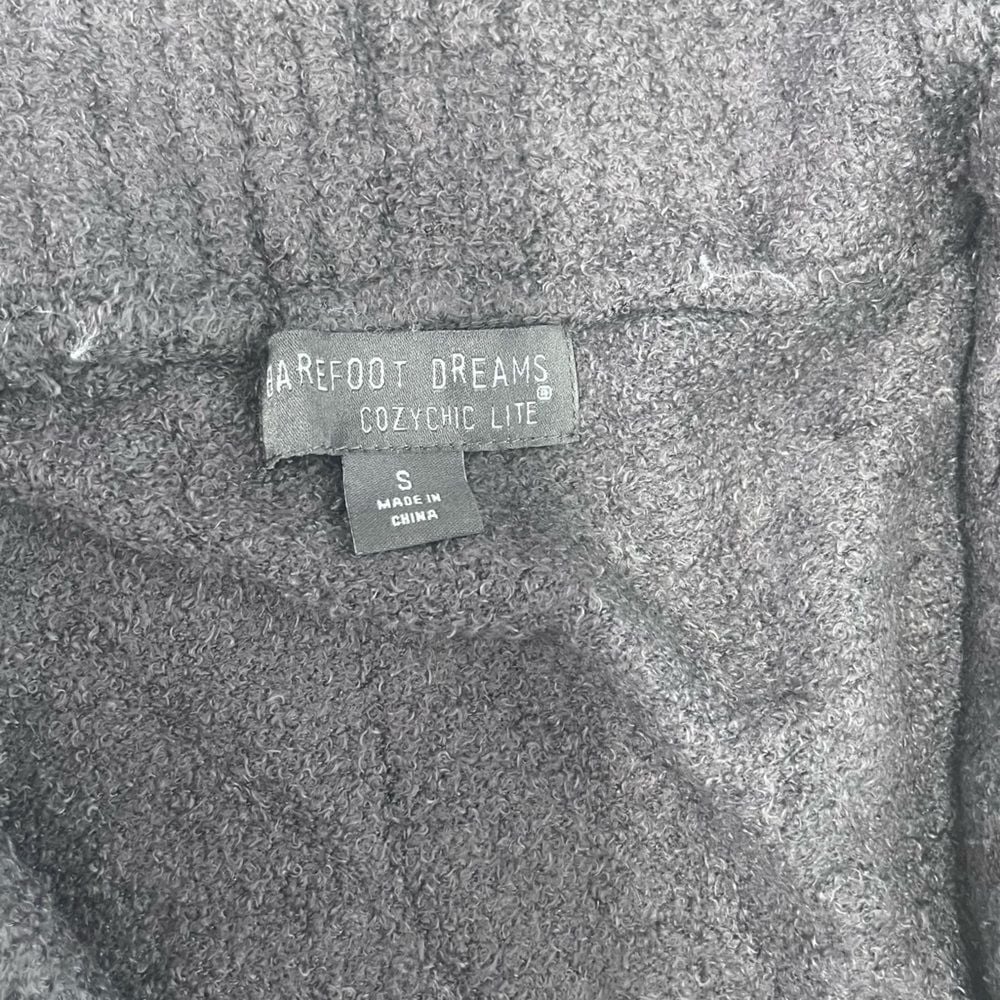 BAREFOOT DREAMS
COZYCHIC LITE®
S
MADE IN
CHINA